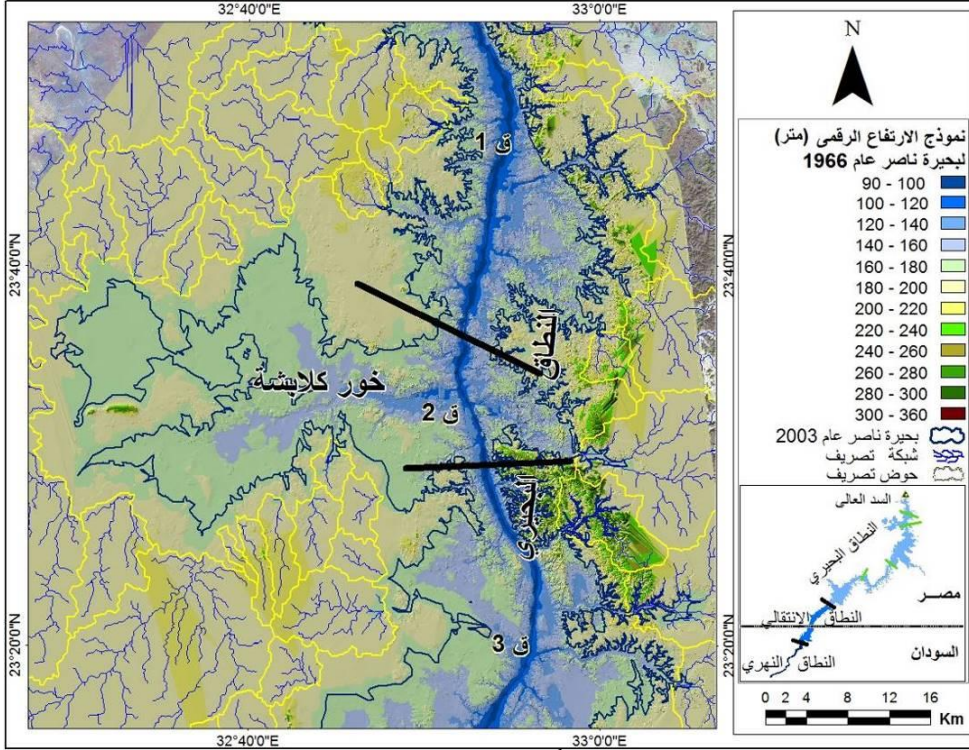 32°40'0"E
33°0'0"E
N
23°40'0"N
23°40'0"N
ق 1
النطاق
خور كلابشة
ق 2
البحيري
ق 3
23°20'0"N
23°20'0"N
32°40'0"E
33°0'0"E
نموذج الارتفاع الرقمى (متر)
لبحيرة ناصر عام 1966
90 - 100
100 - 120
120 - 140
140 - 160
160 - 180
180 - 200
200 - 220
220 - 240
240 - 260
260 - 280
280 - 300
300 - 360
بحيرة ناصر عام 2003
شبكة تصريف
حوض تصريف
السد العالى
النطاق البحيري
مصر
النطاق الانتقالي
السودان
النطاق النهري
0 2 4 8 12 16
Km